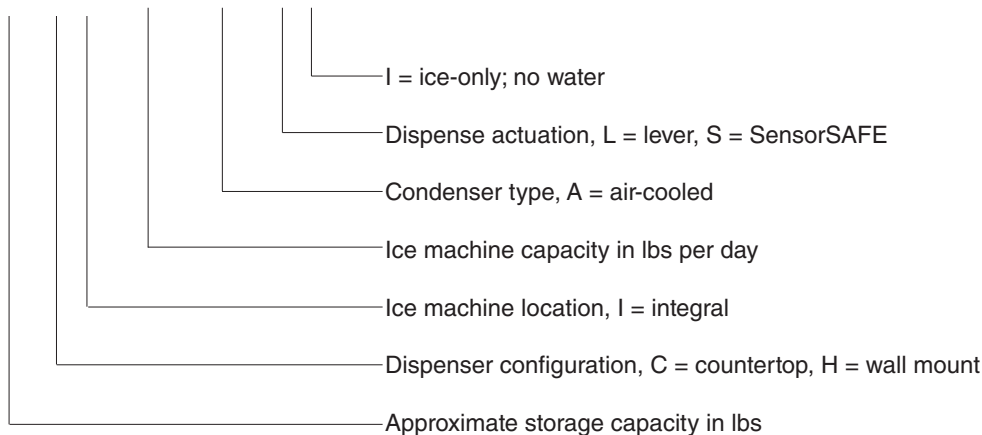 I = ice-only; no water
Dispense actuation, L = lever, S = SensorSAFE
Condenser type, A = air-cooled
Ice machine capacity in lbs per day
Ice machine location, I = integral
Dispenser configuration, C = countertop, H = wall mount
Approximate storage capacity in lbs